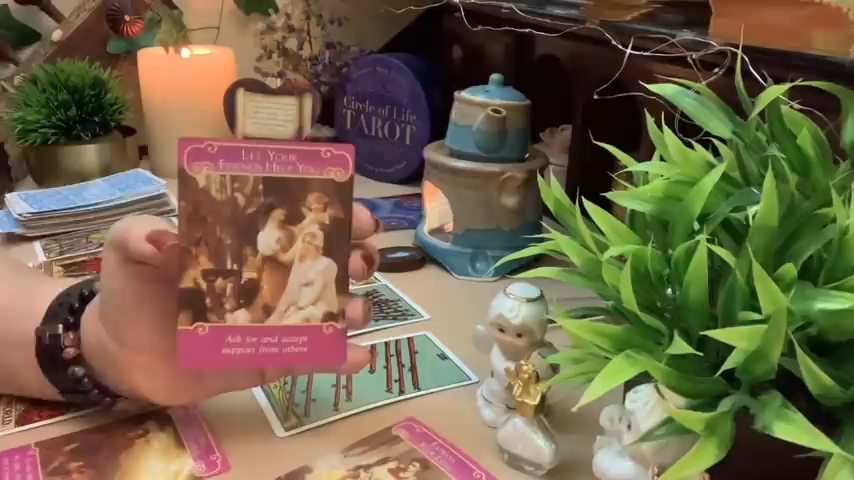 Circle of Life
TAROT
LET YOUR
FRIENDS HELP YOU
Ask for and accept
support from others